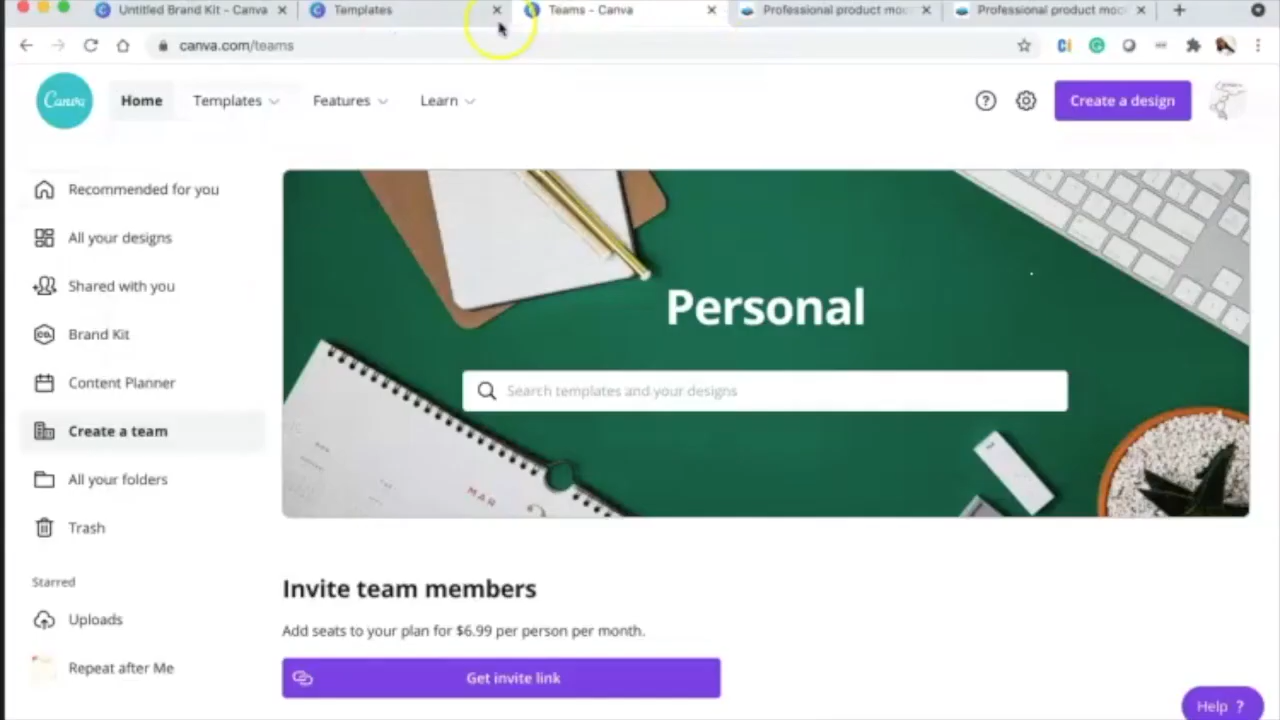 Untitled Brand Kit - Canva
Templates
Teams - Canva
Professional product moc
Professional product moc
canva.com/teams
Canva
Home
Templates
Features
Learn
?
Create a design
Recommended for you
All your designs
Shared with you
Brand Kit
Content Planner
Create a team
All your folders
Trash
Starred
Uploads
Repeat after Me
Personal
Search templates and your designs
MAR
Invite team members
Add seats to your plan for $6.99 per person per month.
Get invite link
Help ?